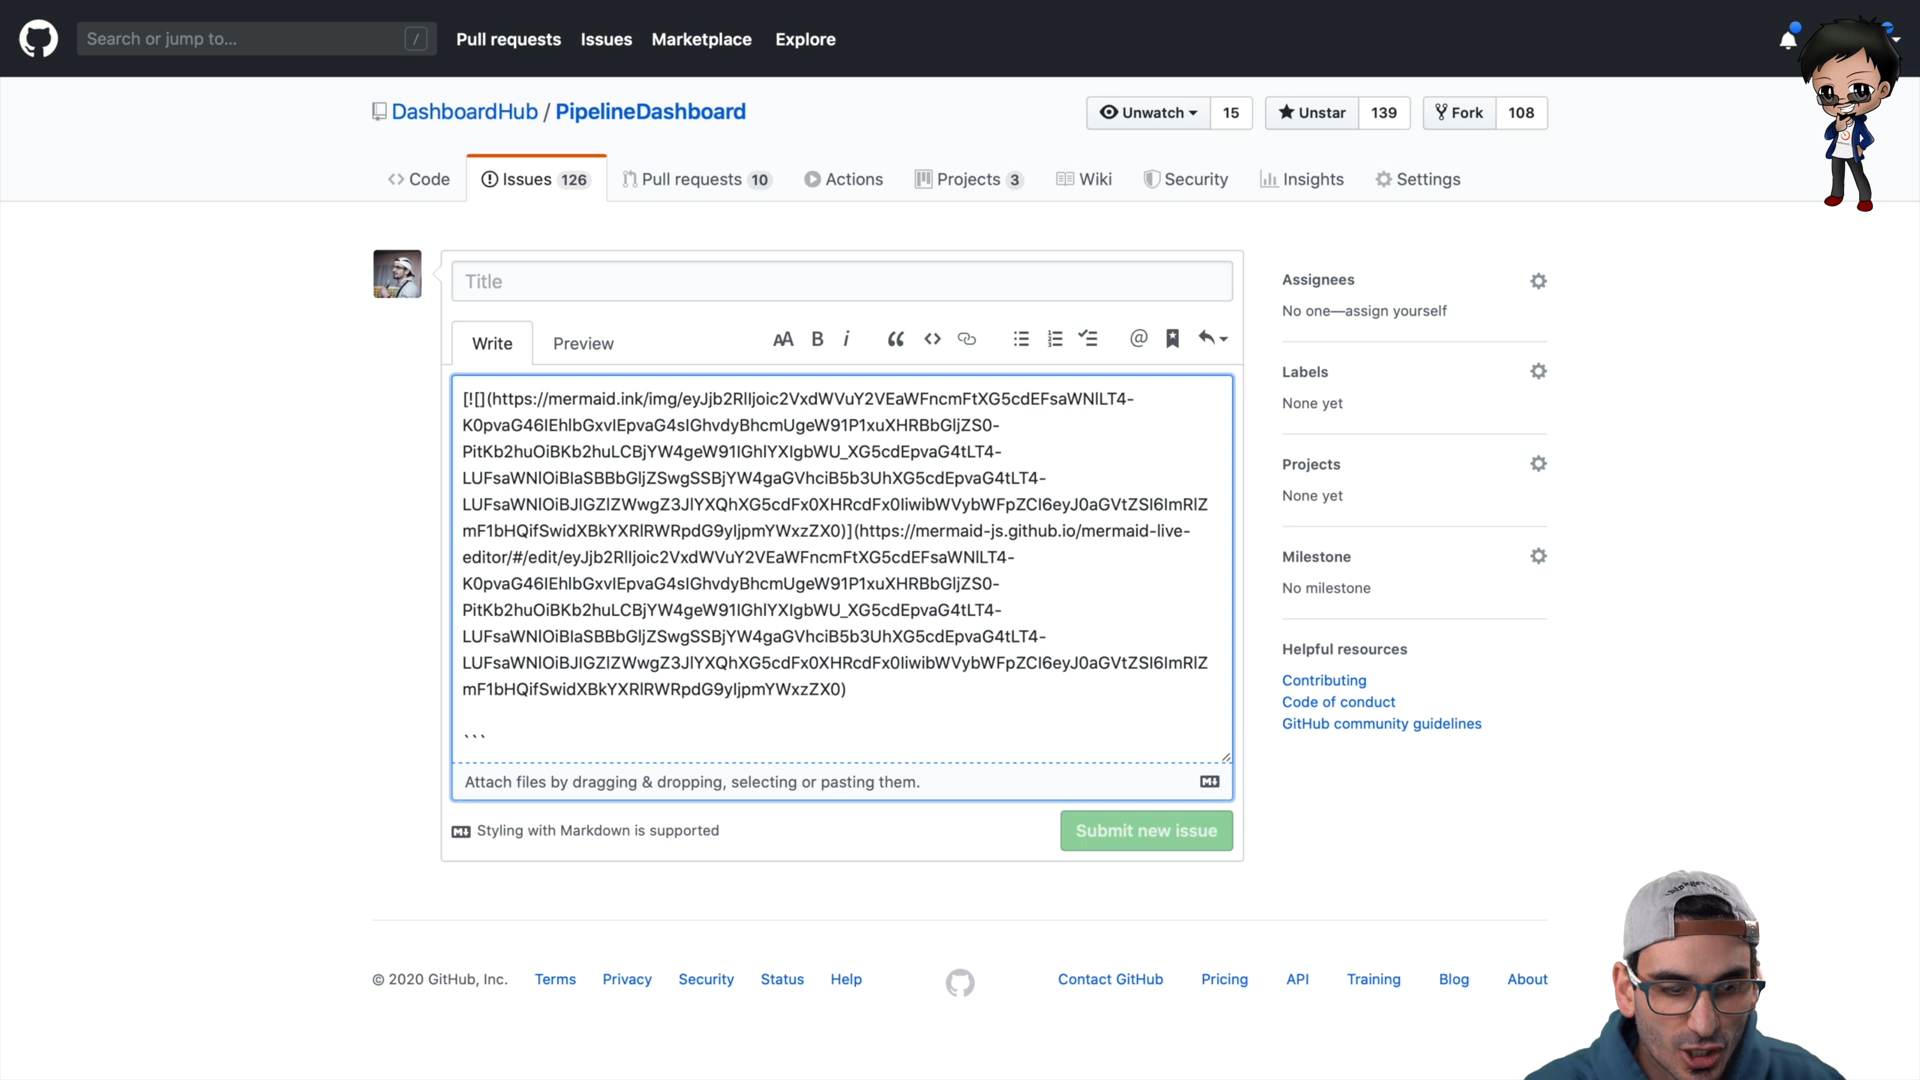 Search or jump to... /
Pull requests Issues Marketplace Explore
DashboardHub / PipelineDashboard
Unwatch 15 Unstar 139 Fork 108
Code Issues 126 Pull requests 10 Actions Projects 3 Wiki Security Insights Settings
Title
Write Preview AA B i
[![](https://mermaid.ink/img/eyJjb2RlIjoic2VxdWVuY2VEaWFncmFtXG5cdEFsaWNlLT4-
K0pvaG46IEhlbGxvIEpvaG4sIGhvdyBhcmUgeW91P1xuXHRBbGljZS0-
PitKb2huOiBKb2huLCBjYW4geW91IGhlYXIgbWU_XG5cdEpvaG4tLT4-
LUFsaWNlOiBIaSBBbGljZSwgSSBjYW4gaGVhciB5b3UhXG5cdEpvaG4tLT4-
LUFsaWNlOiBJIGZlZWwgZ3JlYXQhXG5cdFx0XHRcdFx0IiwibWVybWFpZCI6eyJ0aGVtZSI6ImRlZ
mF1bHQifSwidXBkYXRlRWRpdG9yIjpmYWxzZX0)](https://mermaid-js.github.io/mermaid-live-
editor/#/edit/eyJjb2RlIjoic2VxdWVuY2VEaWFncmFtXG5cdEFsaWNlLT4-
K0pvaG46IEhlbGxvIEpvaG4sIGhvdyBhcmUgeW91P1xuXHRBbGljZS0-
PitKb2huOiBKb2huLCBjYW4geW91IGhlYXIgbWU_XG5cdEpvaG4tLT4-
LUFsaWNlOiBIaSBBbGljZSwgSSBjYW4gaGVhciB5b3UhXG5cdEpvaG4tLT4-
LUFsaWNlOiBJIGZlZWwgZ3JlYXQhXG5cdFx0XHRcdFx0IiwibWVybWFpZCI6eyJ0aGVtZSI6ImRlZ
mF1bHQifSwidXBkYXRlRWRpdG9yIjpmYWxzZX0)
```
Attach files by dragging & dropping, selecting or pasting them.
Styling with Markdown is supported
Submit new issue
Assignees
No one—assign yourself
Labels
None yet
Projects
None yet
Milestone
No milestone
Helpful resources
Contributing
Code of conduct
GitHub community guidelines
© 2020 GitHub, Inc. Terms Privacy Security Status Help Contact GitHub Pricing API Training Blog About